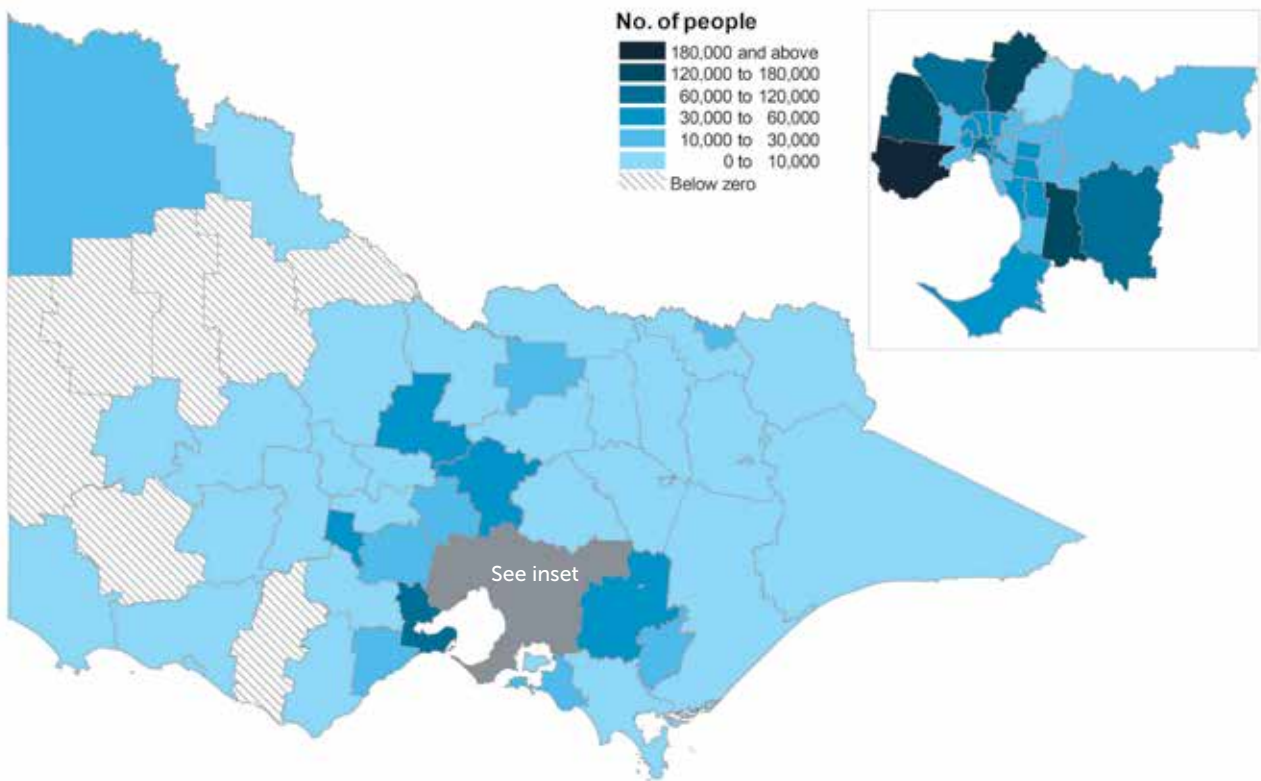 No. of people
180,000 and above
120,000 to 180,000
60,000 to 120,000
30,000 to 60,000
10,000 to 30,000
0 to 10,000
Below zero
See inset